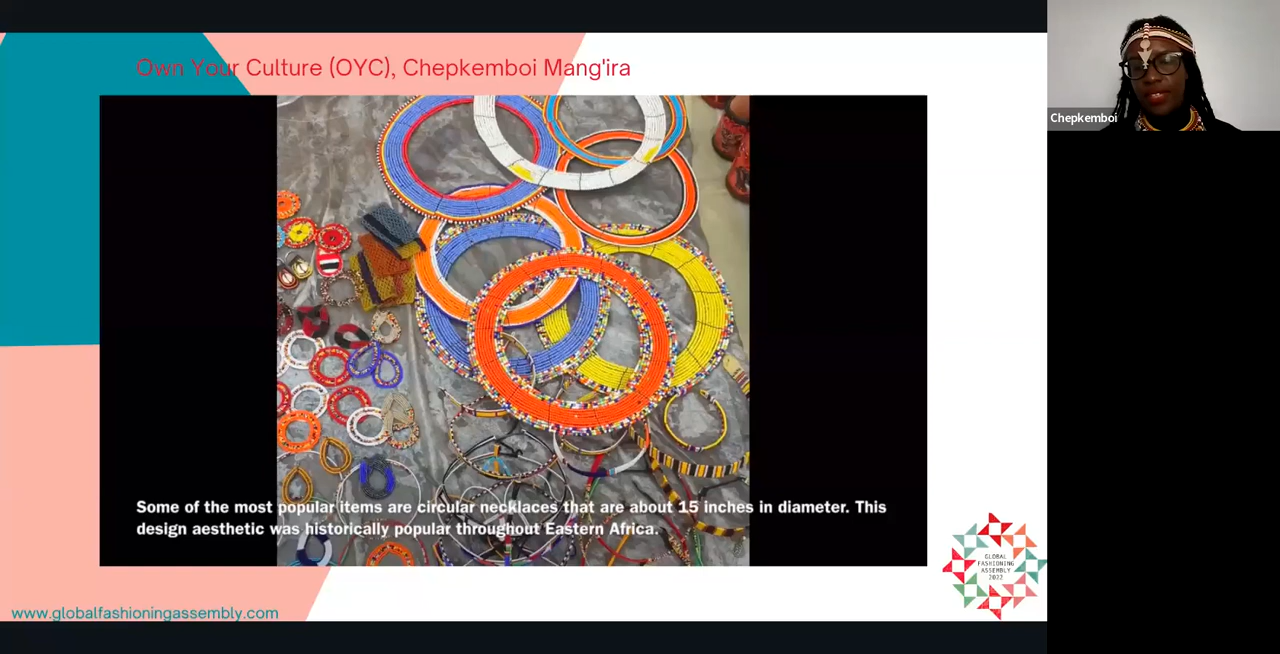 Own Your Culture (OYC), Chepkemboi Mang'ira
Chepkemboi
Some of the most popular items are circular necklaces that are about 15 inches in diameter. This
design aesthetic was historically popular throughout Eastern Africa.
GLOBAL
FASHIONING
ASSEMBLY
2022
www.globalfashioningassembly.com